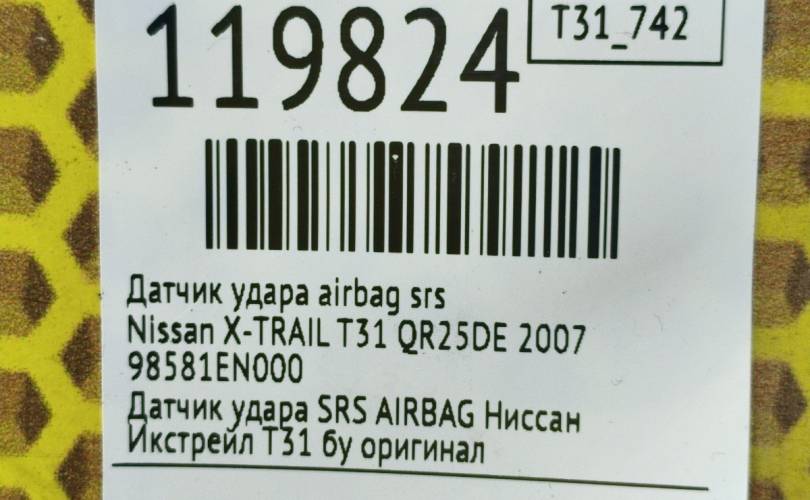 119824
T31_742
Датчик удара airbag srs
Nissan X-TRAIL T31 QR25DE 2007
98581EN000
Датчик удара SRS AIRBAG Ниссан
Икстрейл Т31 бу оригинал